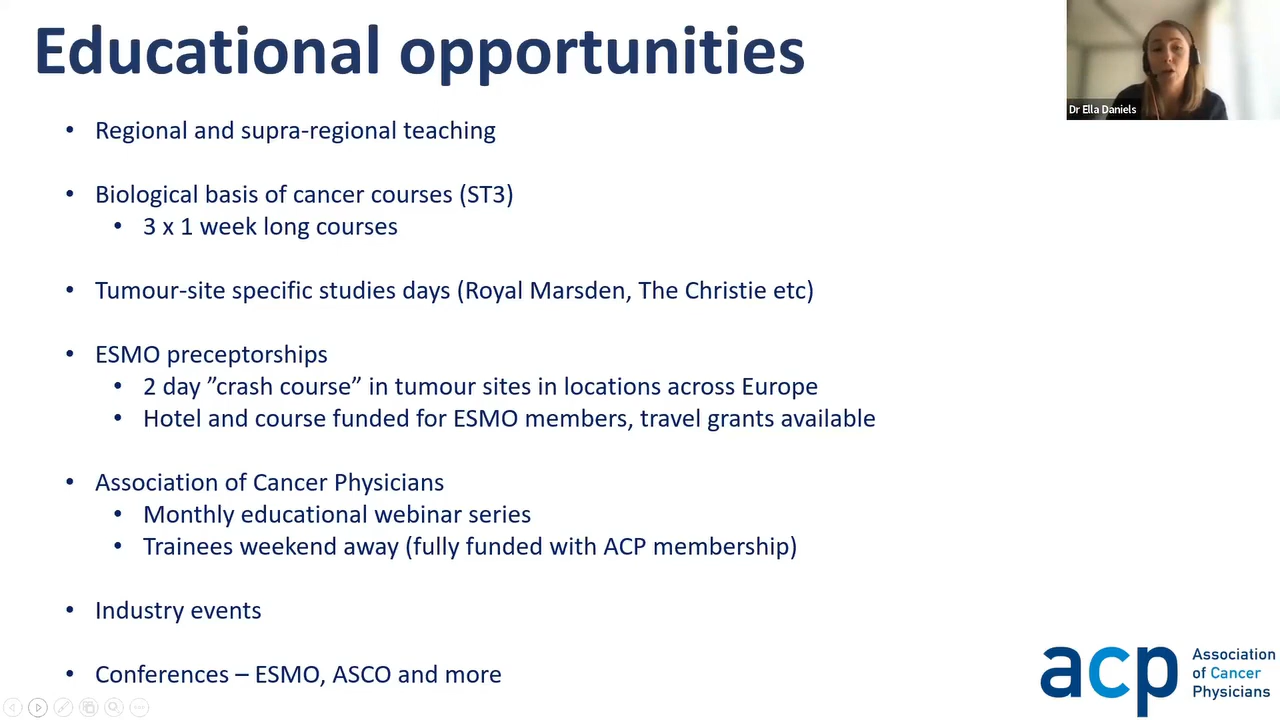 Educational opportunities
Dr Ella Daniels
• Regional and supra-regional teaching
• Biological basis of cancer courses (ST3)
• 3 x 1 week long courses
• Tumour-site specific studies days (Royal Marsden, The Christie etc)
• ESMO preceptorships
• 2 day ”crash course” in tumour sites in locations across Europe
• Hotel and course funded for ESMO members, travel grants available
• Association of Cancer Physicians
• Monthly educational webinar series
• Trainees weekend away (fully funded with ACP membership)
• Industry events
• Conferences – ESMO, ASCO and more
acp
Association
of Cancer
Physicians